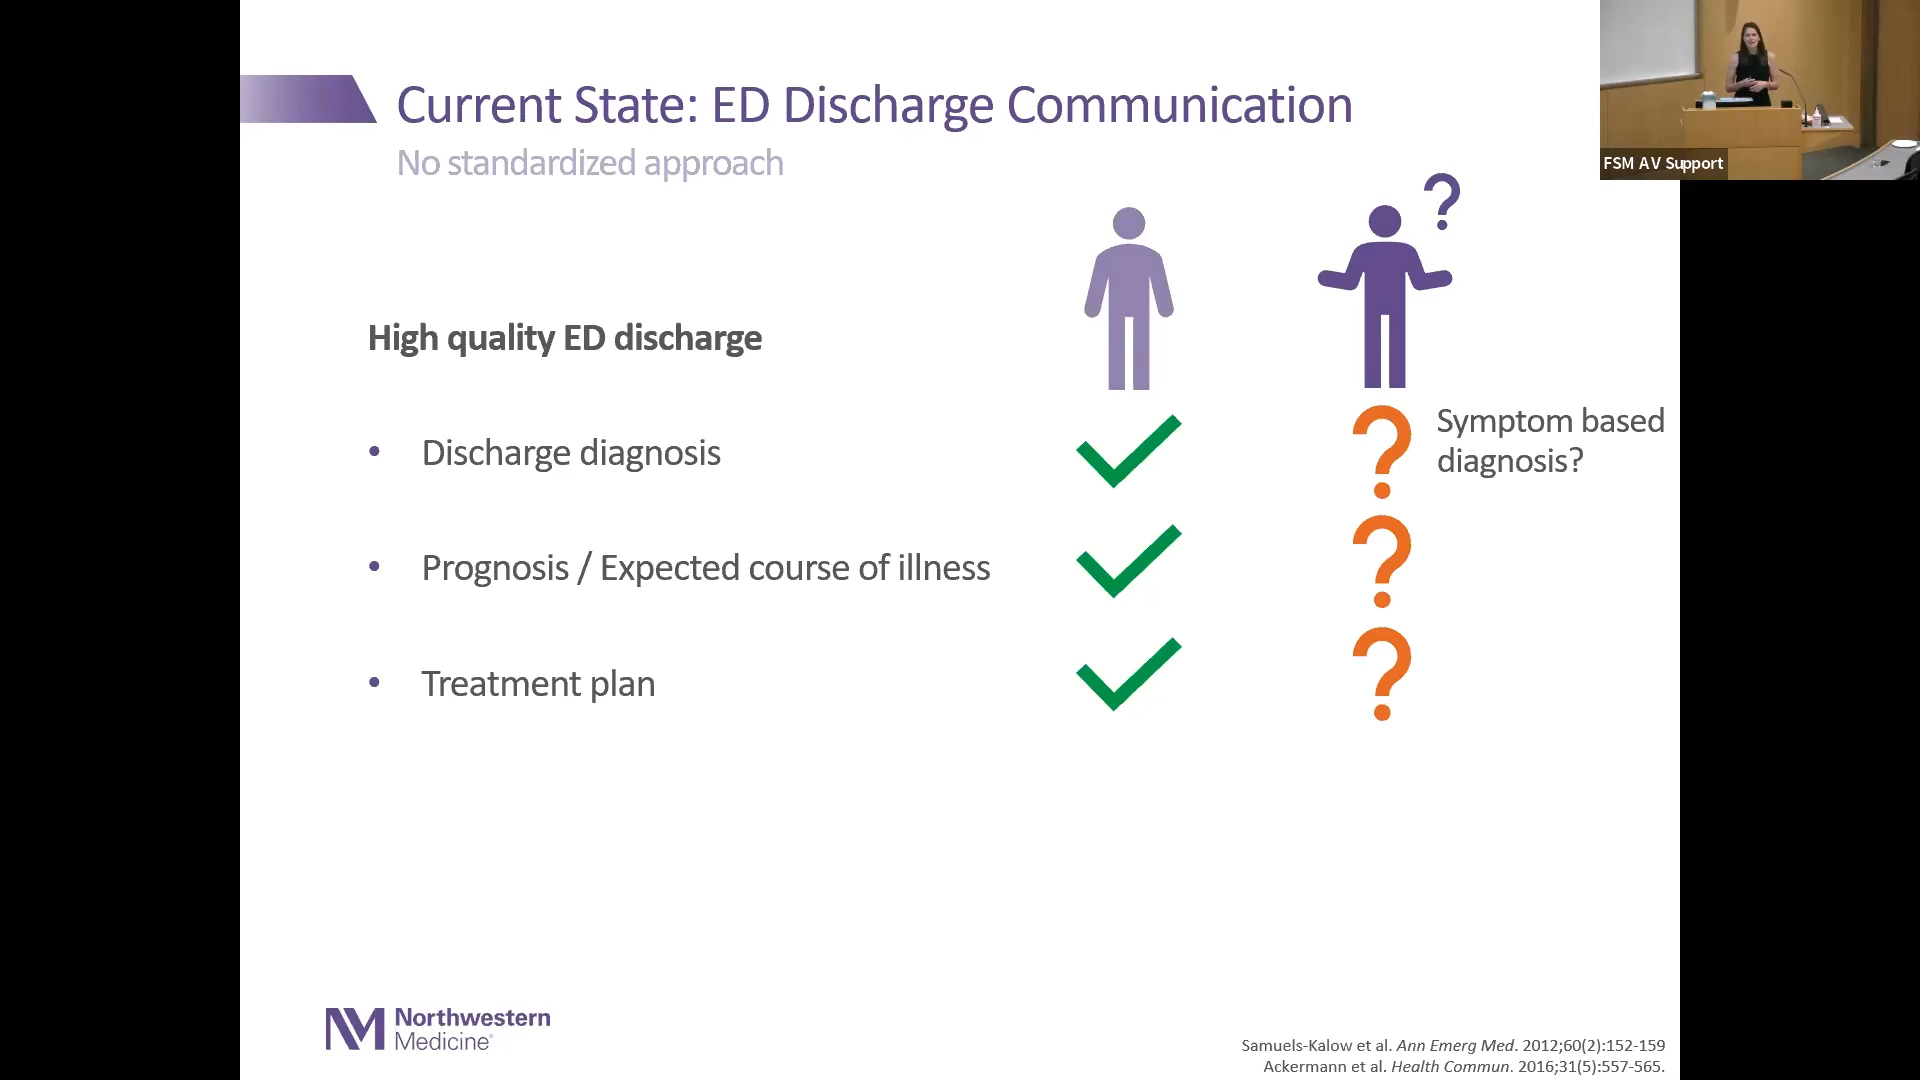 Current State: ED Discharge Communication
No standardized approach
FSM AV Support
?
High quality ED discharge
• Discharge diagnosis
? Symptom based
diagnosis?
• Prognosis / Expected course of illness
?
• Treatment plan
?
NM Northwestern
Medicine®
Samuels-Kalow et al. Ann Emerg Med. 2012;60(2):152-159
Ackermann et al. Health Commun. 2016;31(5):557-565.